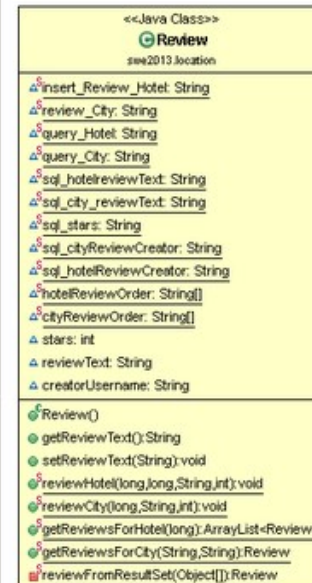 <<Java Class>>
Review
swe2013.location
insert_Review_Hotel: String
review_City: String
query_Hotel: String
query_City: String
sql_hotelreviewText: String
sql_city_reviewText: String
sql_stars: String
sql_cityReviewCreator: String
sql_hotelReviewCreator: String
hotelReviewOrder: String[]
cityReviewOrder: String[]
stars: int
reviewText: String
creatorUsername: String
Review()
getReviewText():String
setReviewText(String):void
reviewHotel(long,long,String,int):void
reviewCity(long,String,int):void
getReviewsForHotel(long):ArrayList<Review
getReviewsForCity(String,String):Review
reviewFromResultSet(Object[]):Review